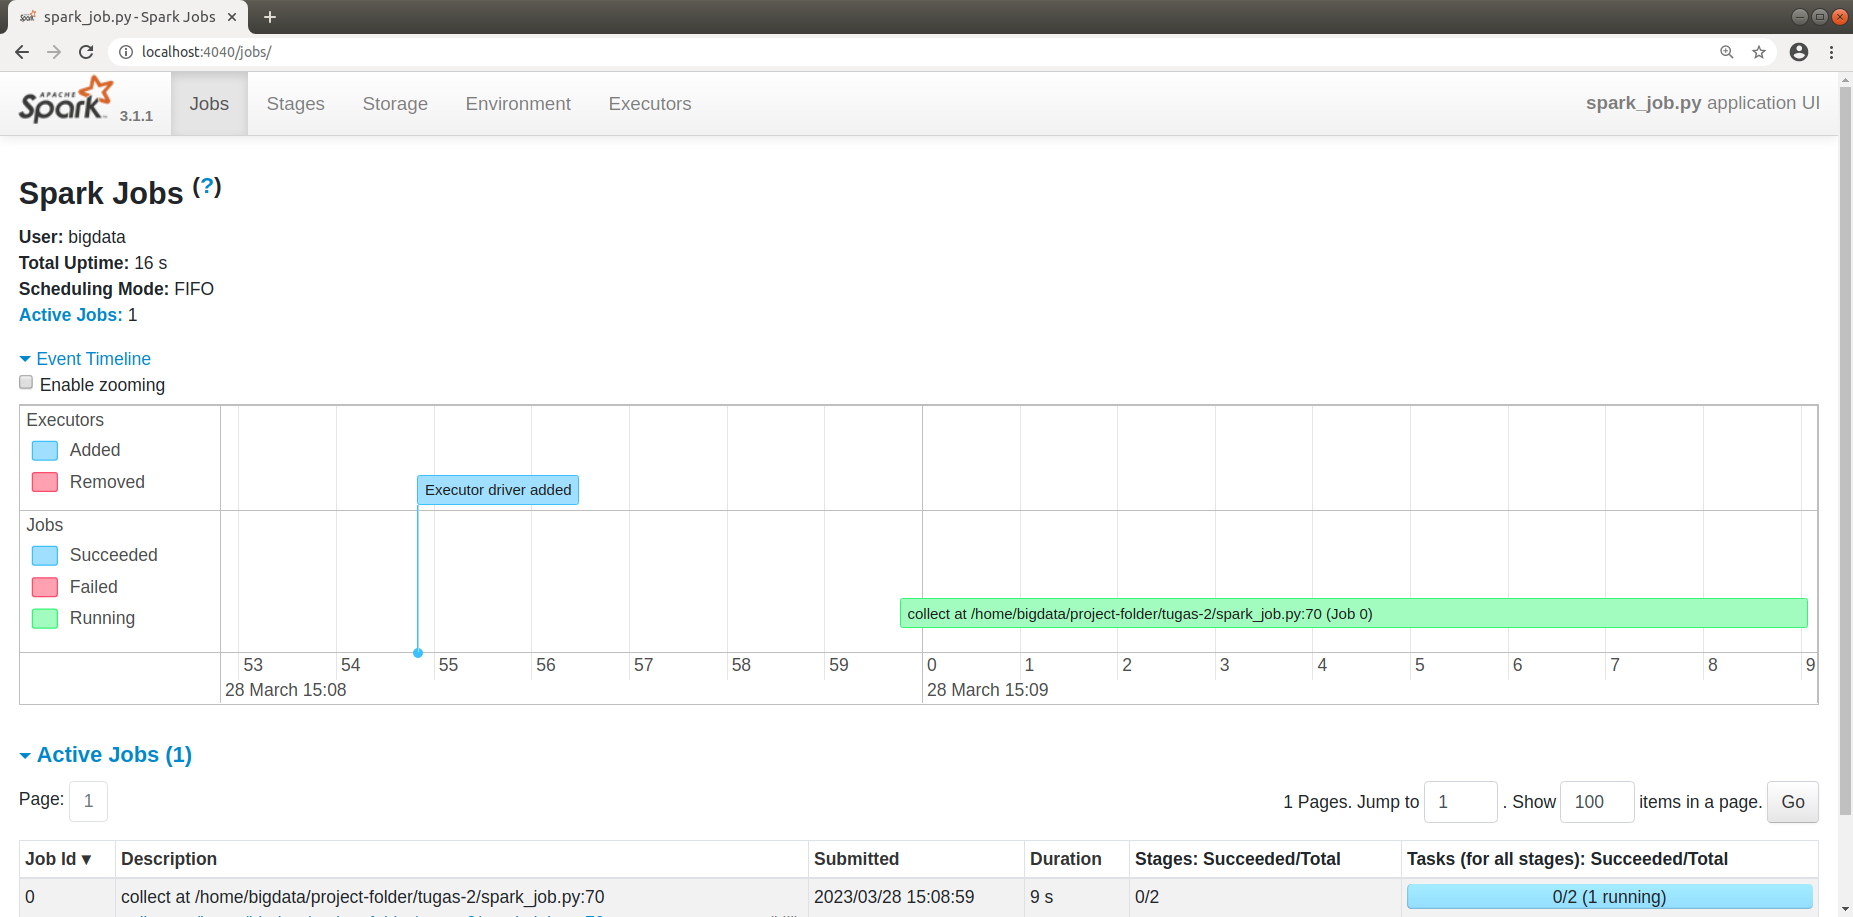 spark_job.py - Spark Jobs
localhost:4040/jobs/
APACHE Spark 3.1.1 Jobs Stages Storage Environment Executors spark_job.py application UI
Spark Jobs (?)
User: bigdata
Total Uptime: 16 s
Scheduling Mode: FIFO
Active Jobs: 1
Event Timeline
Enable zooming
Executors
Added
Removed
Executor driver added
Jobs
Succeeded
Failed
Running
collect at /home/bigdata/project-folder/tugas-2/spark_job.py:70 (Job 0)
53 54 55 56 57 58 59 0 1 2 3 4 5 6 7 8 9
28 March 15:08 28 March 15:09
Active Jobs (1)
Page: 1 1 Pages. Jump to 1 . Show 100 items in a page. Go
Job Id ▾ Description Submitted Duration Stages: Succeeded/Total Tasks (for all stages): Succeeded/Total
0 collect at /home/bigdata/project-folder/tugas-2/spark_job.py:70 2023/03/28 15:08:59 9 s 0/2 0/2 (1 running)